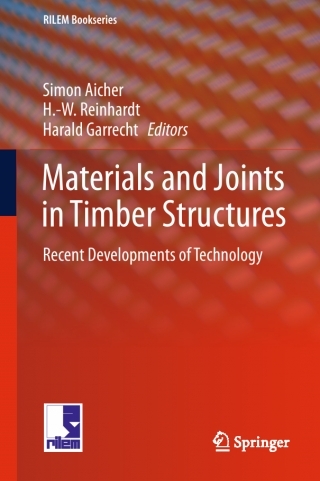 RILEM Bookseries
Simon Aicher
H.-W. Reinhardt
Harald Garrecht Editors
Materials and Joints
in Timber Structures
Recent Developments of Technology
rilem
Springer